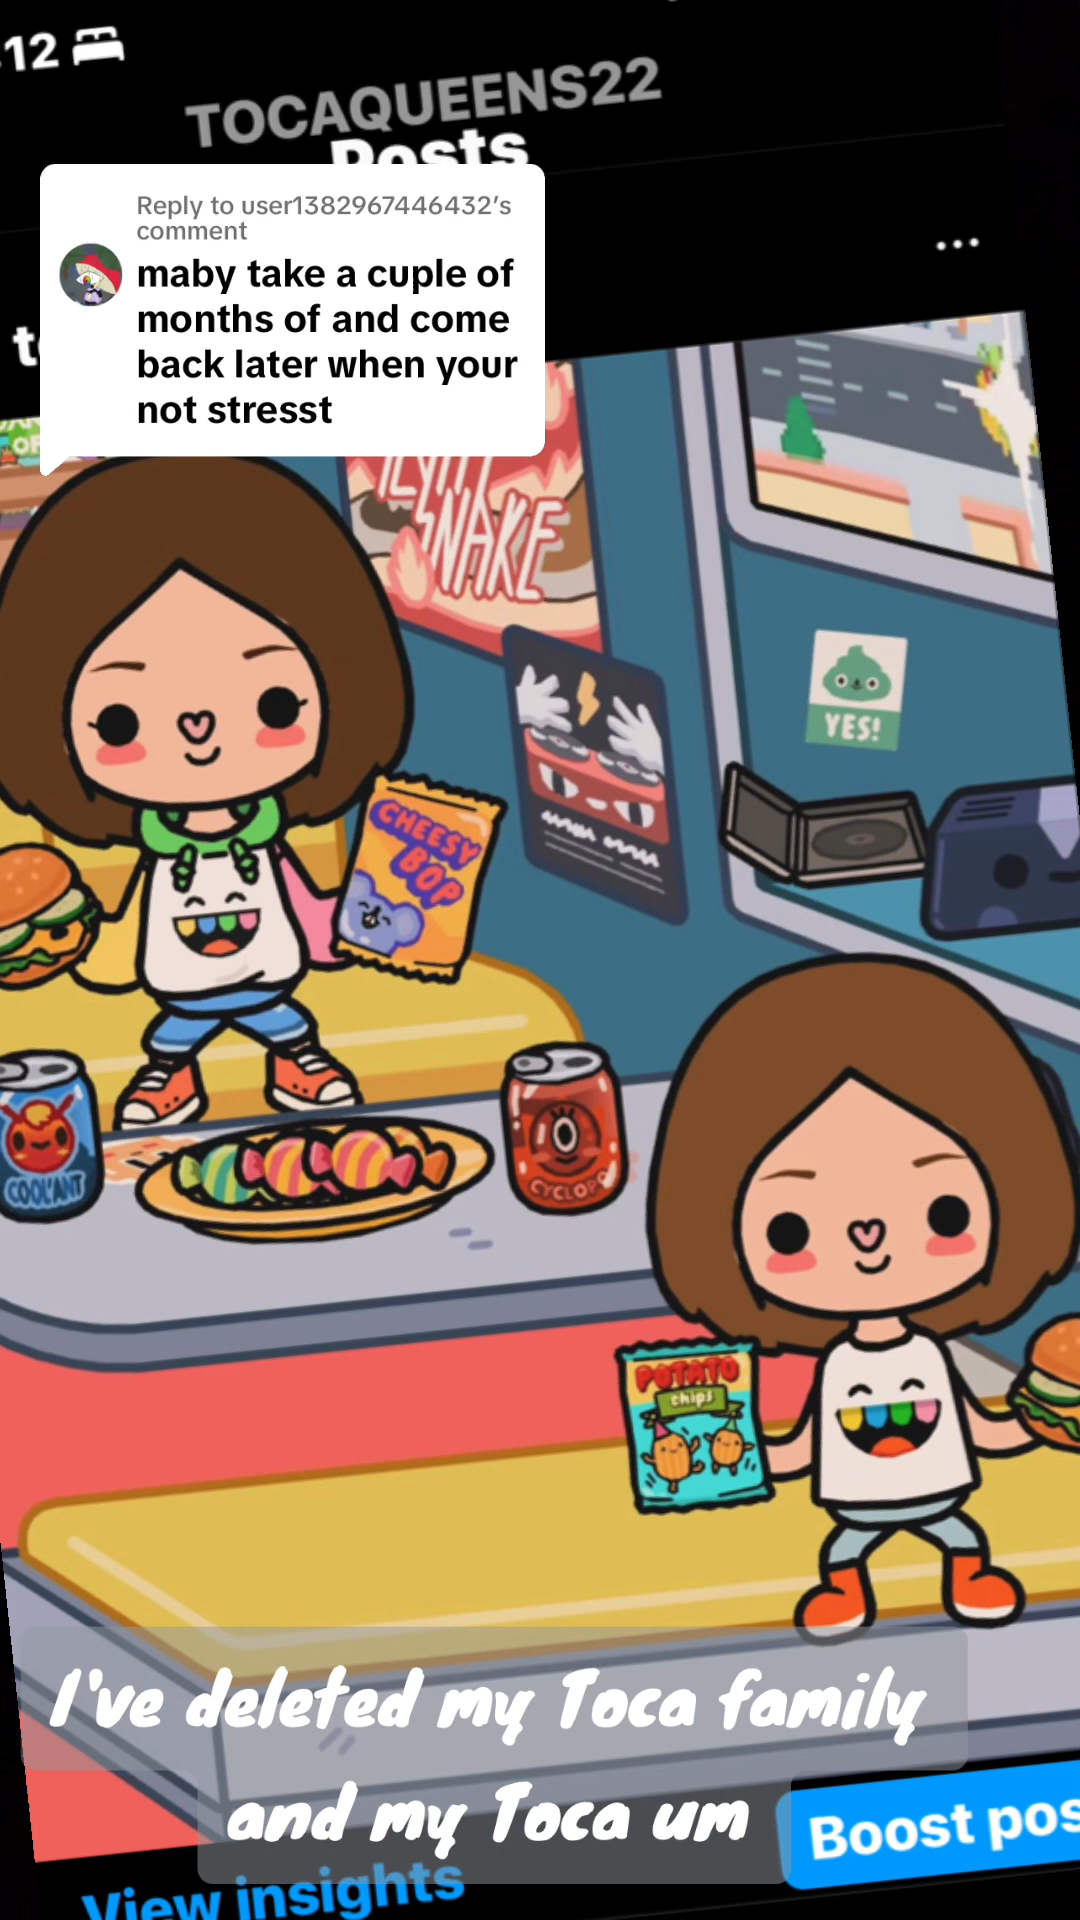 12
TOCAQUEENS22
Posts
Reply to user1382967446432's
comment
maby take a cuple of
months of and come
back later when your
not stresst
SNAKE
YES!
CHEESY
BOP
COOL'ANT
CYCLOPS
POTATO
chips
I've deleted my Toca family
and my Toca um
Boost pos
View insights